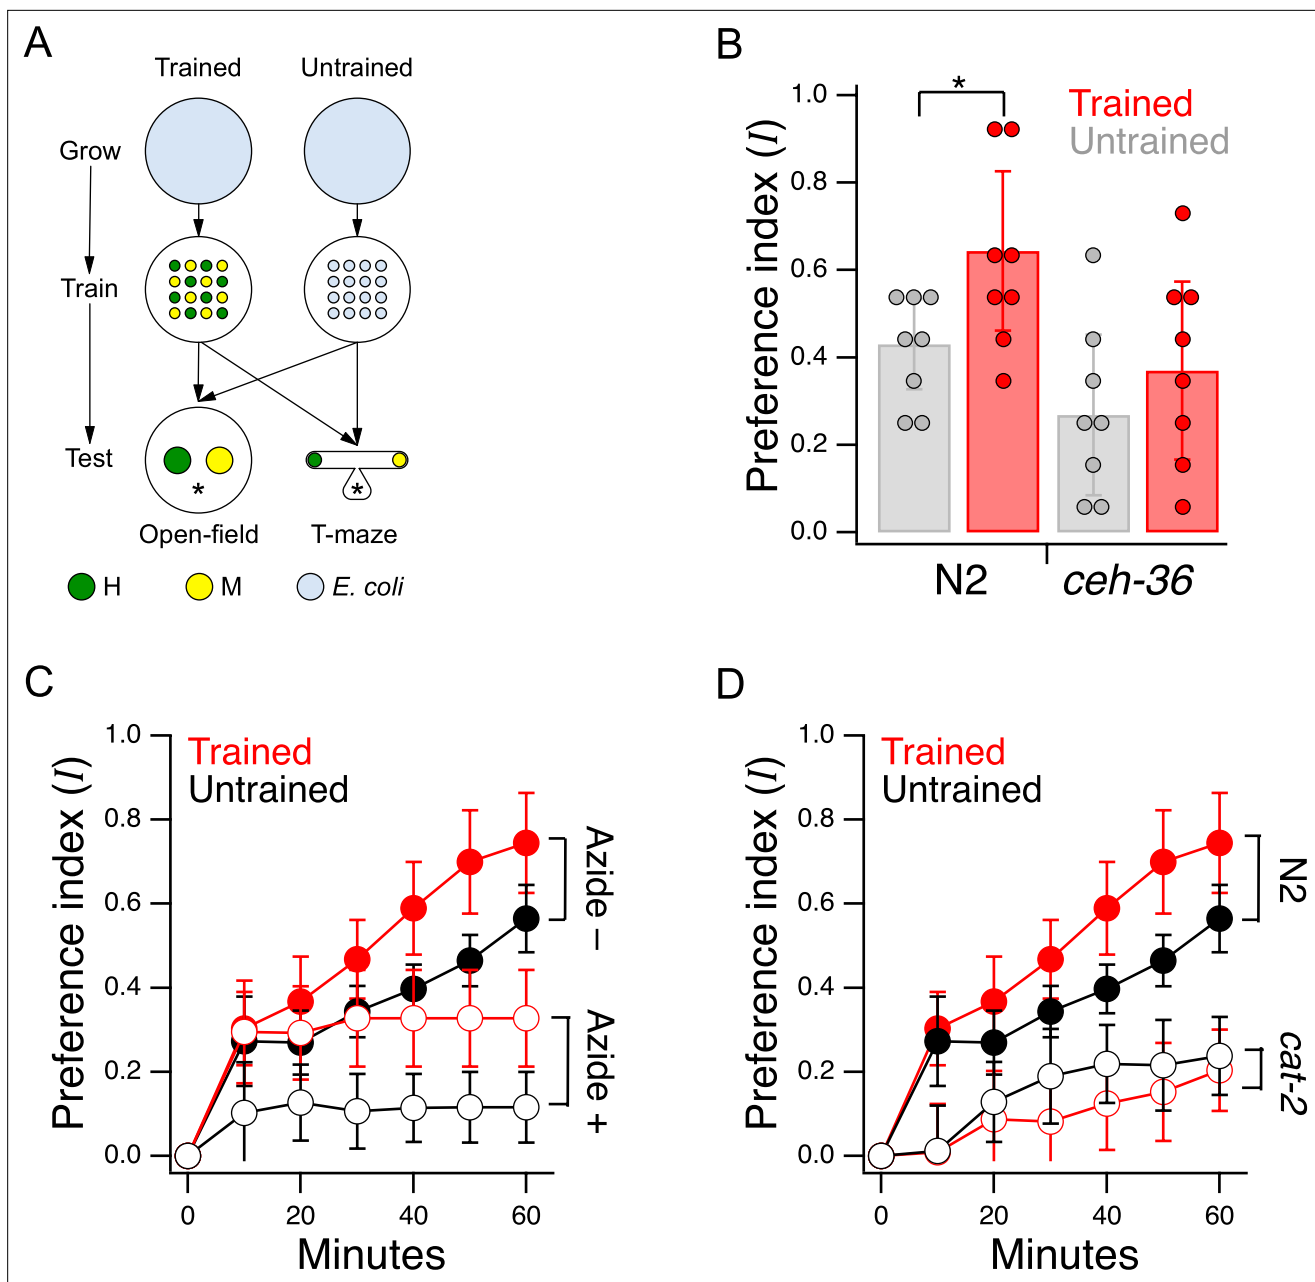 A
Trained Untrained
Grow
Train
Test
* *
Open-field T-maze
H M E. coli
B
Preference index (I)
1.0
0.8
0.6
0.4
0.2
0.0
*
Trained
Untrained
N2 ceh-36
C
Preference index (I)
1.0
0.8
0.6
0.4
0.2
0.0
Trained
Untrained
Azide –
Azide +
0 20 40 60
Minutes
D
Preference index (I)
1.0
0.8
0.6
0.4
0.2
0.0
Trained
Untrained
N2
cat-2
0 20 40 60
Minutes